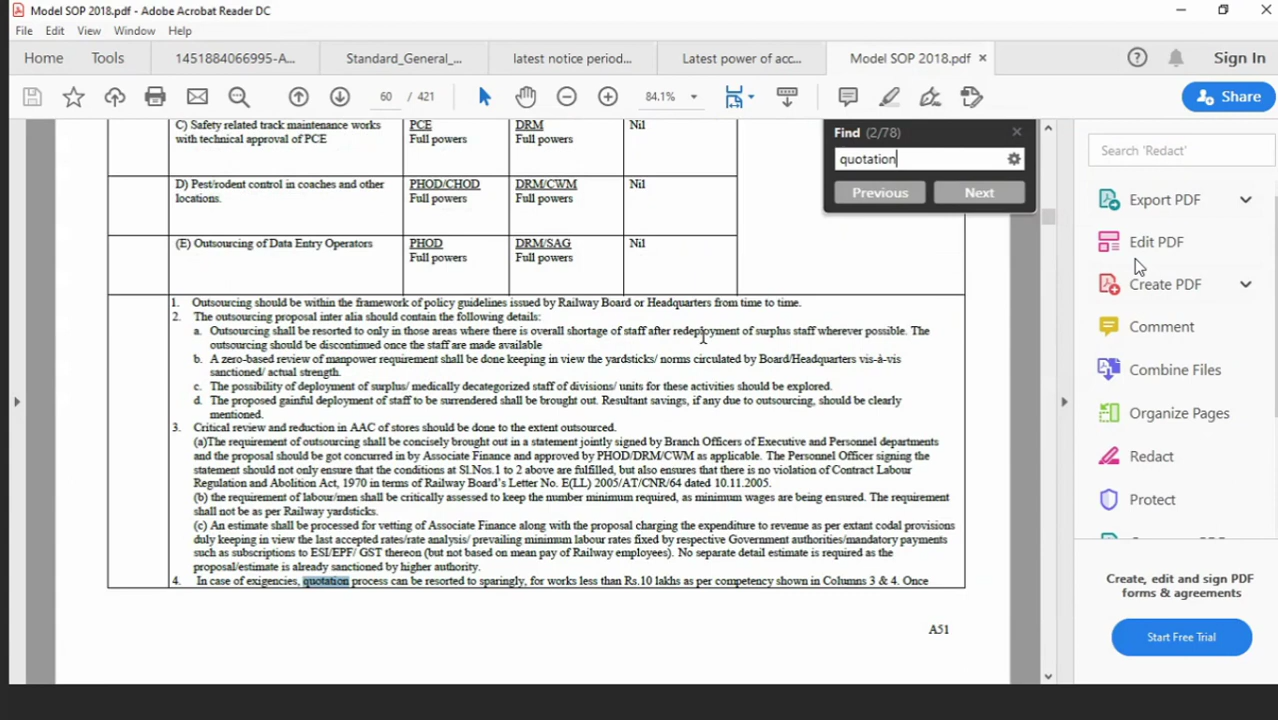 Model SOP 2018.pdf - Adobe Acrobat Reader DC
File Edit View Window Help
Home Tools 1451884066995-A... Standard_General_... latest notice period... Latest power of acc... Model SOP 2018.pdf Sign In
60 / 421 84.1% Share
Find (2/78)
quotation
Previous Next
C) Safety related track maintenance works with technical approval of PCE
PCE
Full powers
DRM
Full powers
Nil
D) Pest/rodent control in coaches and other locations.
PHOD/CHOD
Full powers
DRM/CWM
Full powers
Nil
(E) Outsourcing of Data Entry Operators
PHOD
Full powers
DRM/SAG
Full powers
Nil
1. Outsourcing should be within the framework of policy guidelines issued by Railway Board or Headquarters from time to time.
2. The outsourcing proposal inter alia should contain the following details:
a. Outsourcing shall be resorted to only in those areas where there is overall shortage of staff after redeployment of surplus staff wherever possible. The
outsourcing should be discontinued once the staff are made available
b. A zero-based review of manpower requirement shall be done keeping in view the yardsticks/ norms circulated by Board/Headquarters vis-à-vis
sanctioned/ actual strength.
c. The possibility of deployment of surplus/ medically decategorized staff of divisions/ units for these activities should be explored.
d. The proposed gainful deployment of staff to be surrendered shall be brought out. Resultant savings, if any due to outsourcing, should be clearly
mentioned.
3. Critical review and reduction in AAC of stores should be done to the extent outsourced.
(a)The requirement of outsourcing shall be concisely brought out in a statement jointly signed by Branch Officers of Executive and Personnel departments
and the proposal should be got concurred in by Associate Finance and approved by PHOD/DRM/CWM as applicable. The Personnel Officer signing the
statement should not only ensure that the conditions at Sl.Nos.1 to 2 above are fulfilled, but also ensures that there is no violation of Contract Labour
Regulation and Abolition Act, 1970 in terms of Railway Board's Letter No. E(LL) 2005/AT/CNR/64 dated 10.11.2005.
(b) the requirement of labour/men shall be critically assessed to keep the number minimum required, as minimum wages are being ensured. The requirement
shall not be as per Railway yardsticks.
(c) An estimate shall be processed for vetting of Associate Finance along with the proposal charging the expenditure to revenue as per extant codal provisions
duly keeping in view the last accepted rates/rate analysis/ prevailing minimum labour rates fixed by respective Government authorities/mandatory payments
such as subscriptions to ESI/EPF/ GST thereon (but not based on mean pay of Railway employees). No separate detail estimate is required as the
proposal/estimate is already sanctioned by higher authority.
4. In case of exigencies, quotation process can be resorted to sparingly, for works less than Rs.10 lakhs as per competency shown in Columns 3 & 4. Once
A51
Search 'Redact'
Export PDF
Edit PDF
Create PDF
Comment
Combine Files
Organize Pages
Redact
Protect
Create, edit and sign PDF
forms & agreements
Start Free Trial